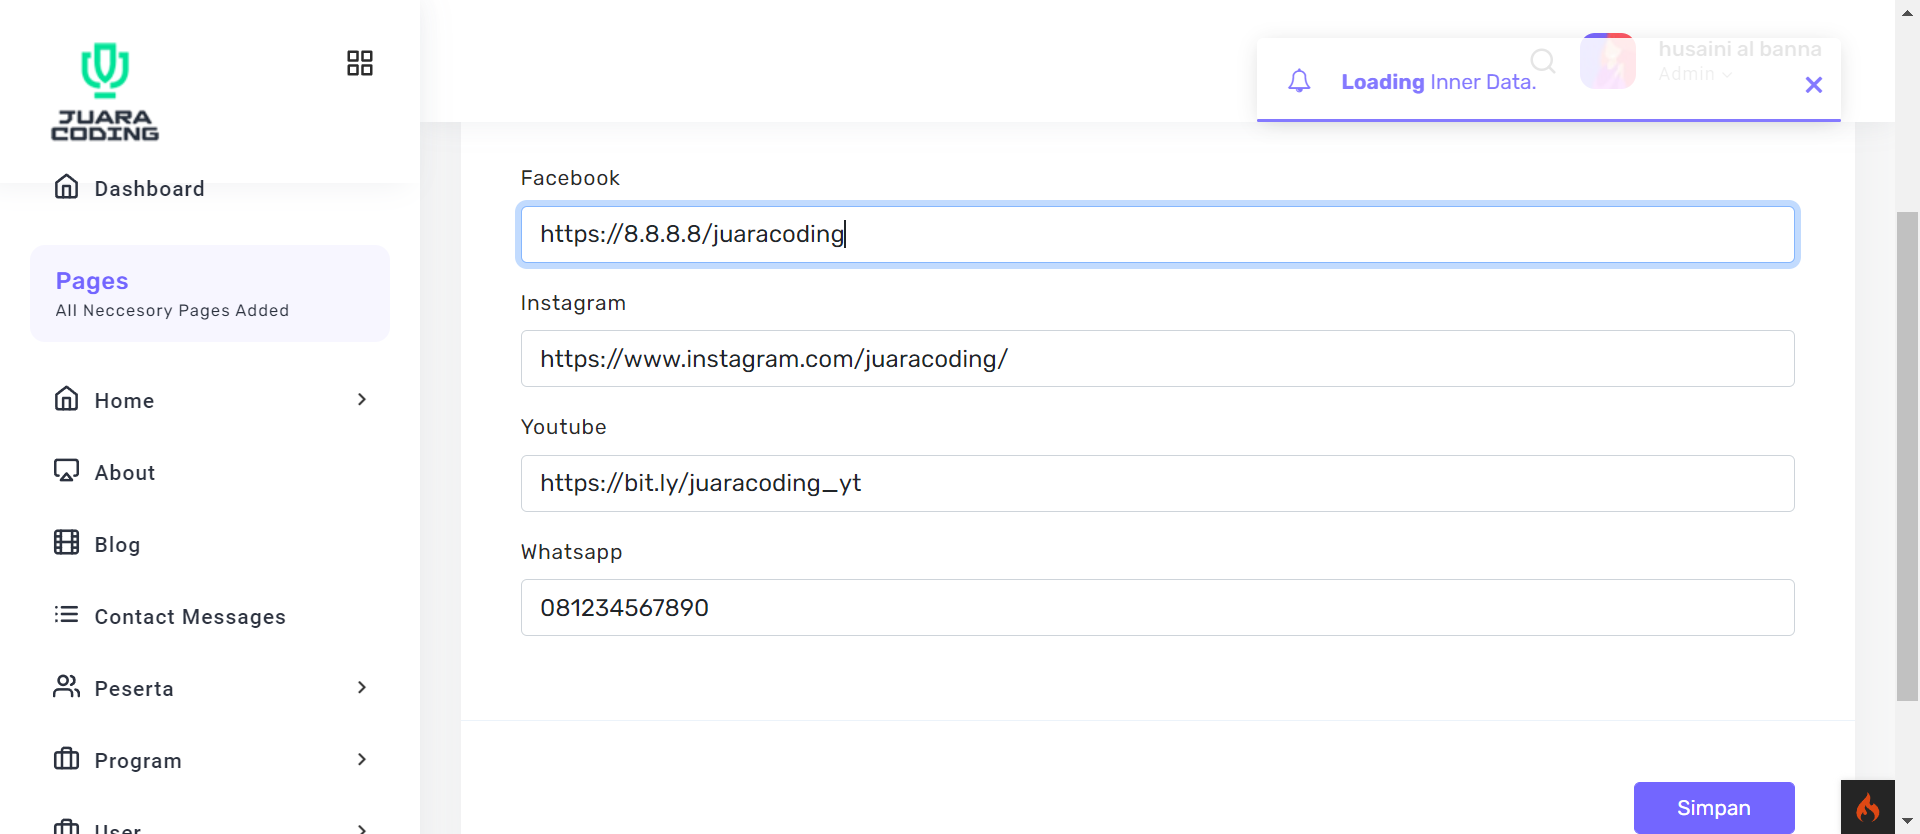 JUARA
CODING
Dashboard
Pages
All Neccesory Pages Added
Home
About
Blog
Contact Messages
Peserta
Program
User
husaini al banna
Admin
Loading Inner Data.
Facebook
https://8.8.8.8/juaracoding
Instagram
https://www.instagram.com/juaracoding/
Youtube
https://bit.ly/juaracoding_yt
Whatsapp
081234567890
Simpan